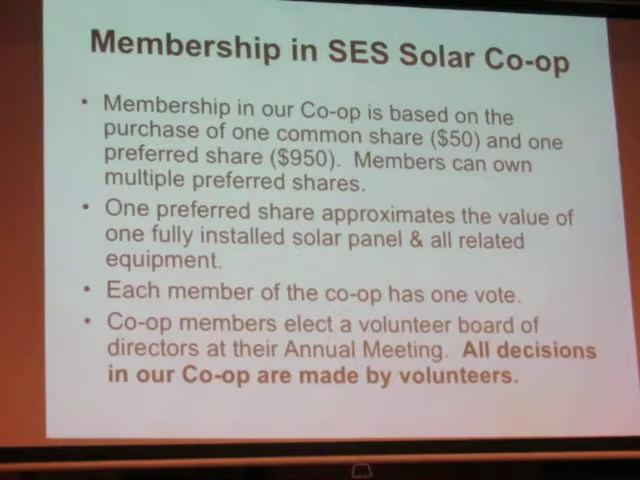 Membership in SES Solar Co-op
• Membership in our Co-op is based on the
purchase of one common share ($50) and one
preferred share ($950). Members can own
multiple preferred shares.
• One preferred share approximates the value of
one fully installed solar panel & all related
equipment.
• Each member of the co-op has one vote.
• Co-op members elect a volunteer board of
directors at their Annual Meeting. All decisions
in our Co-op are made by volunteers.